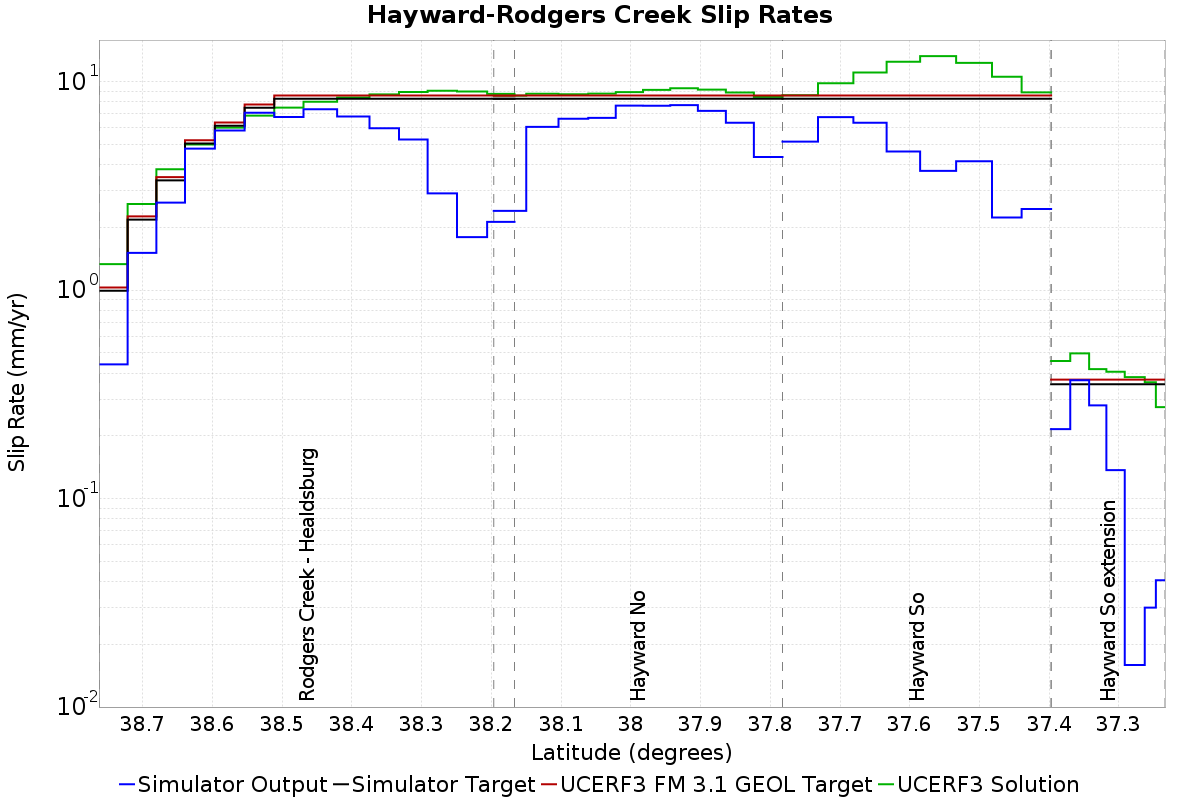 Hayward-Rodgers Creek Slip Rates
Slip Rate (mm/yr)
10^1
10^0
10^-1
10^-2
Rodgers Creek - Healdsburg
Hayward No
Hayward So
Hayward So extension
38.7 38.6 38.5 38.4 38.3 38.2 38.1 38 37.9 37.8 37.7 37.6 37.5 37.4 37.3
Latitude (degrees)
Simulator Output Simulator Target UCERF3 FM 3.1 GEOL Target UCERF3 Solution